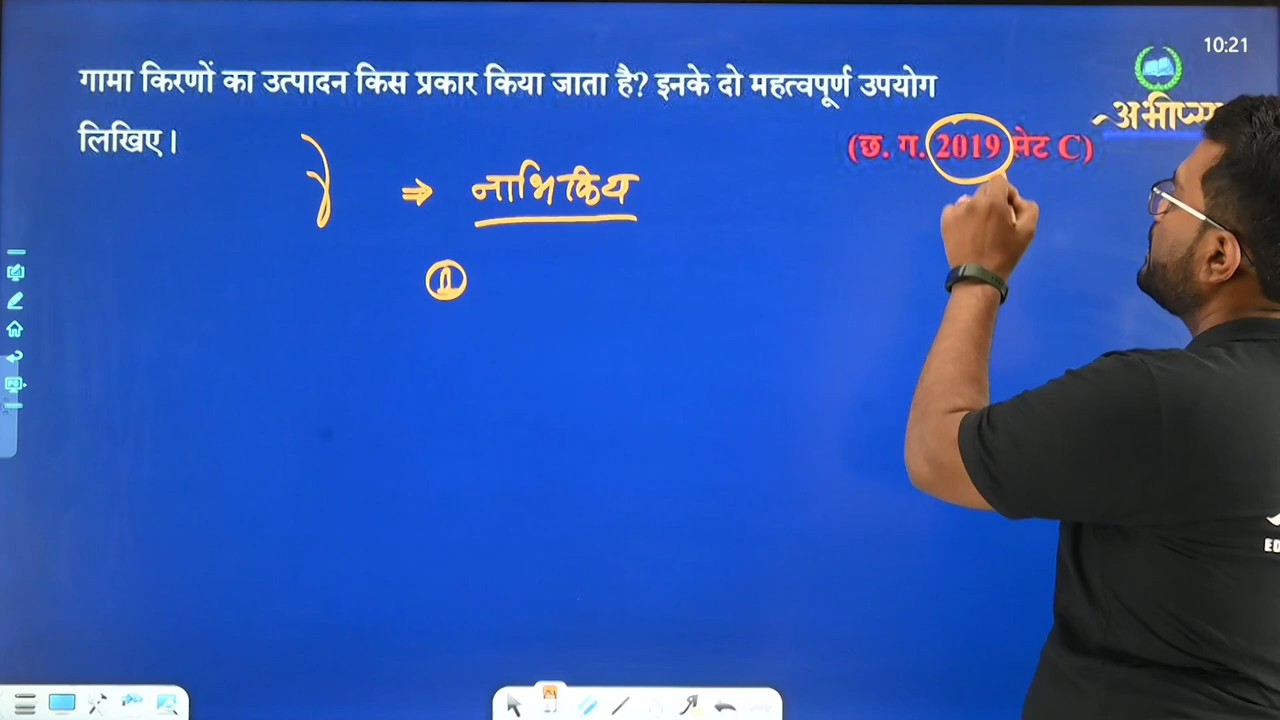 10:21
गामा किरणों का उत्पादन किस प्रकार किया जाता है? इनके दो महत्वपूर्ण उपयोग
लिखिए।
(छ. ग. 2019 सेट C)
γ ⇒ नाभिकिय
①